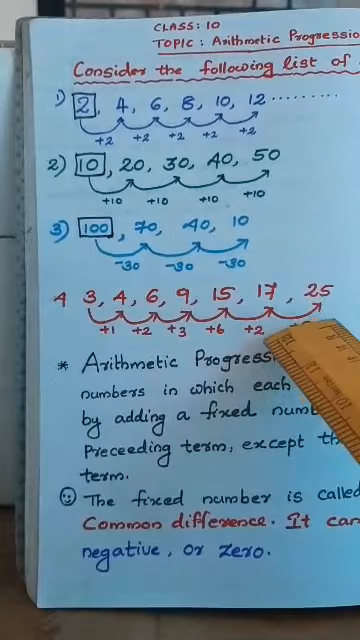 CLASS: 10
TOPIC : Arithmetic Progressio
Consider the following list of
1) 2, 4, 6, 8, 10, 12 .........
+2 +2 +2 +2 +2
2) 10, 20, 30, 40, 50
+10 +10 +10 +10
3) 100, 70, 40, 10
-30 -30 -30
4 3, 4, 6, 9, 15, 17, 25
+1 +2 +3 +6 +2
* Arithmetic Progress
numbers in which each
by adding a fixed numb
Preceeding term, except th
term.
The fixed number is called
Common difference. It can
negative, or zero.